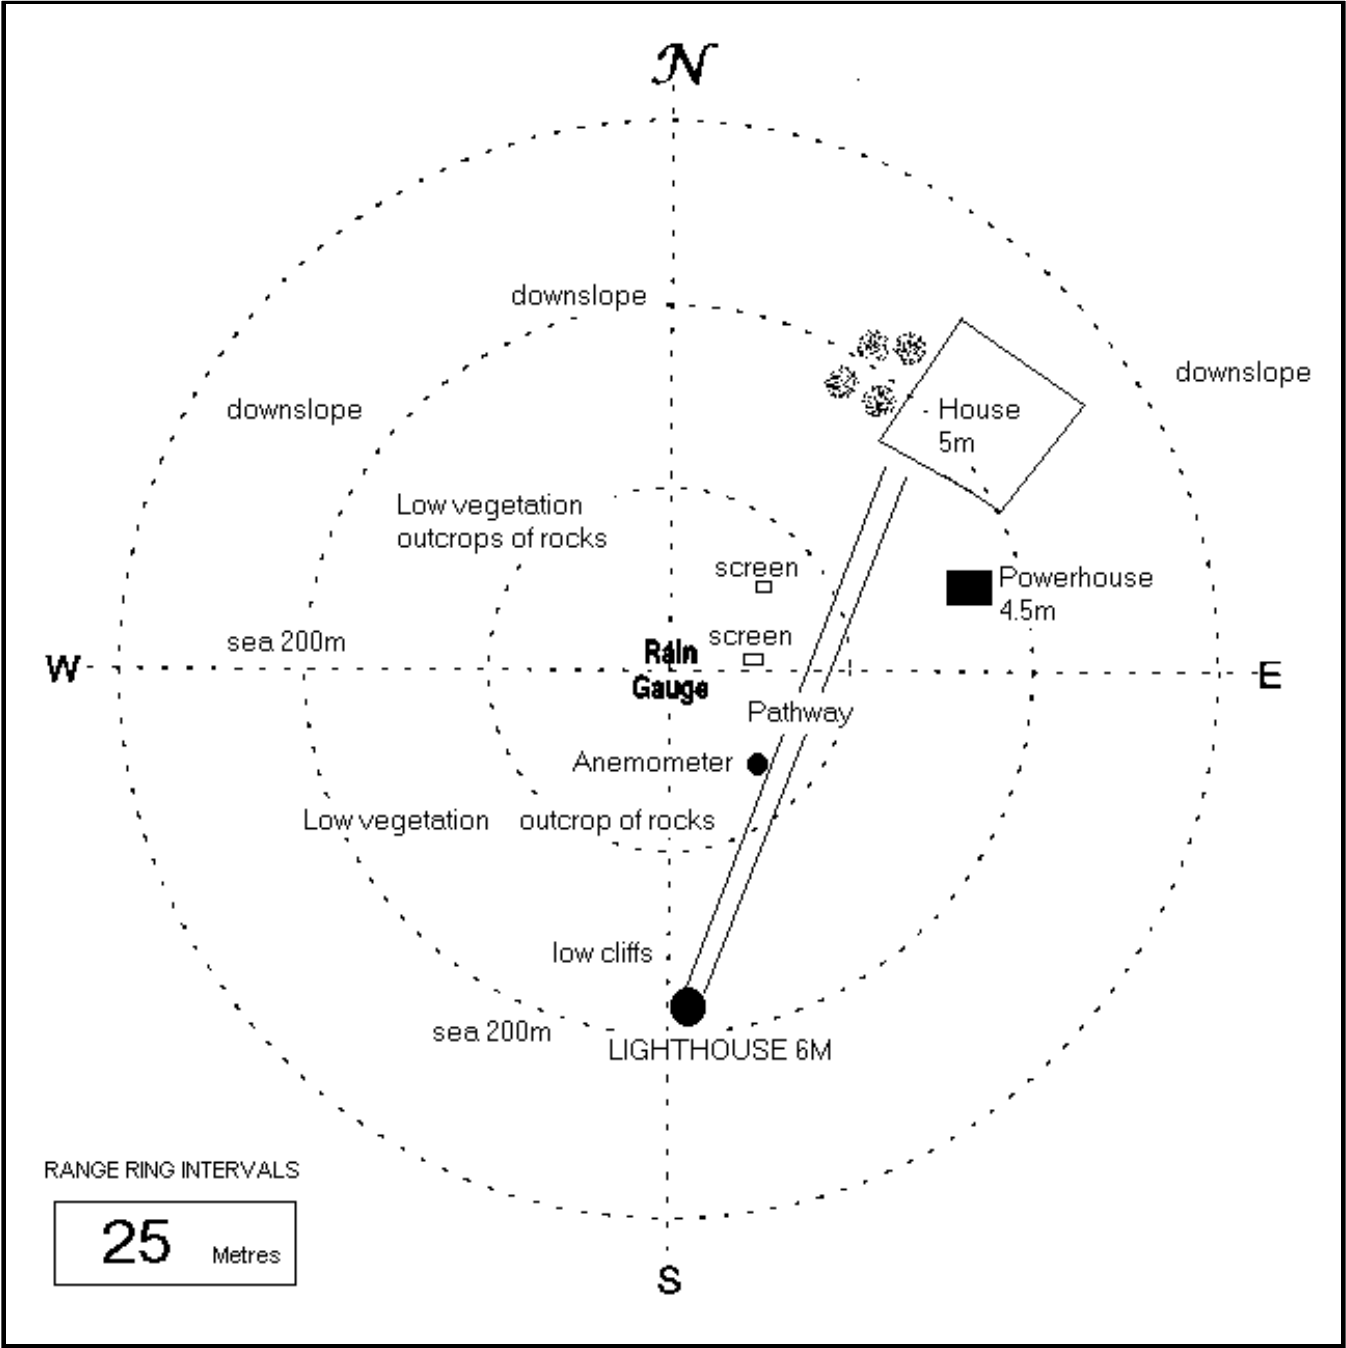 N
downslope
downslope
downslope
House
5m
Low vegetation
outcrops of rocks
screen
Powerhouse
4.5m
screen
sea 200m
Rain
Gauge
W
E
Pathway
Anemometer
Low vegetation outcrop of rocks
low cliffs
sea 200m
LIGHTHOUSE 6M
RANGE RING INTERVALS
25 Metres
S